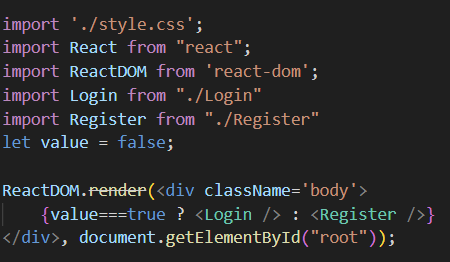 import './style.css';
import React from "react";
import ReactDOM from 'react-dom';
import Login from "./Login"
import Register from "./Register"
let value = false;
ReactDOM.render(<div className='body'>
{value===true ? <Login /> : <Register />}
</div>, document.getElementById("root"));